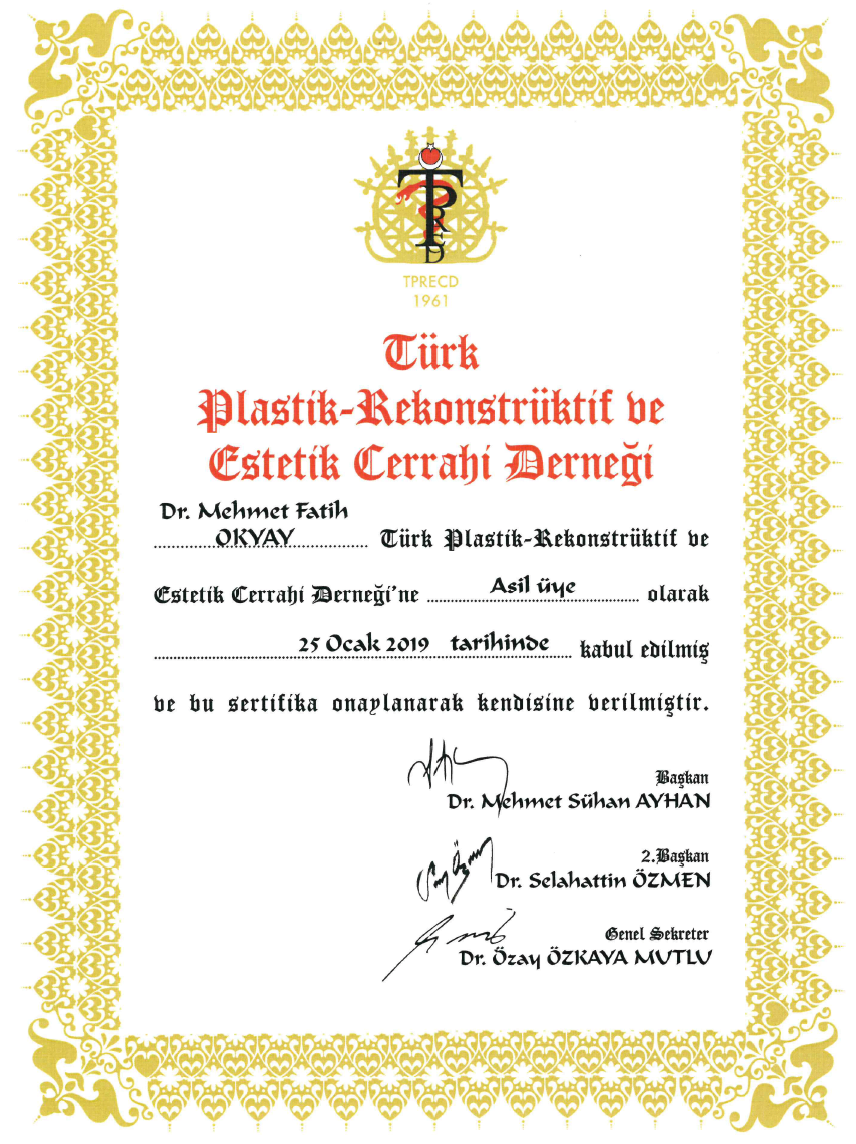 TPRECD
TPRECD
1961
Türk
Plastik-Rekonstrüktif ve
Estetik Cerrahi Derneği
Dr. Mehmet Fatih
OKYAY Türk Plastik-Rekonstrüktif ve
Estetik Cerrahi Derneği'ne Asil üye olarak
25 Ocak 2019 tarihinde kabul edilmiş
ve bu sertifika onaylanarak kendisine verilmiştir.
Başkan
Dr. Mehmet Sühan AYHAN
2.Başkan
Dr. Selahattin ÖZMEN
Genel Sekreter
Dr. Özay ÖZKAYA MUTLU